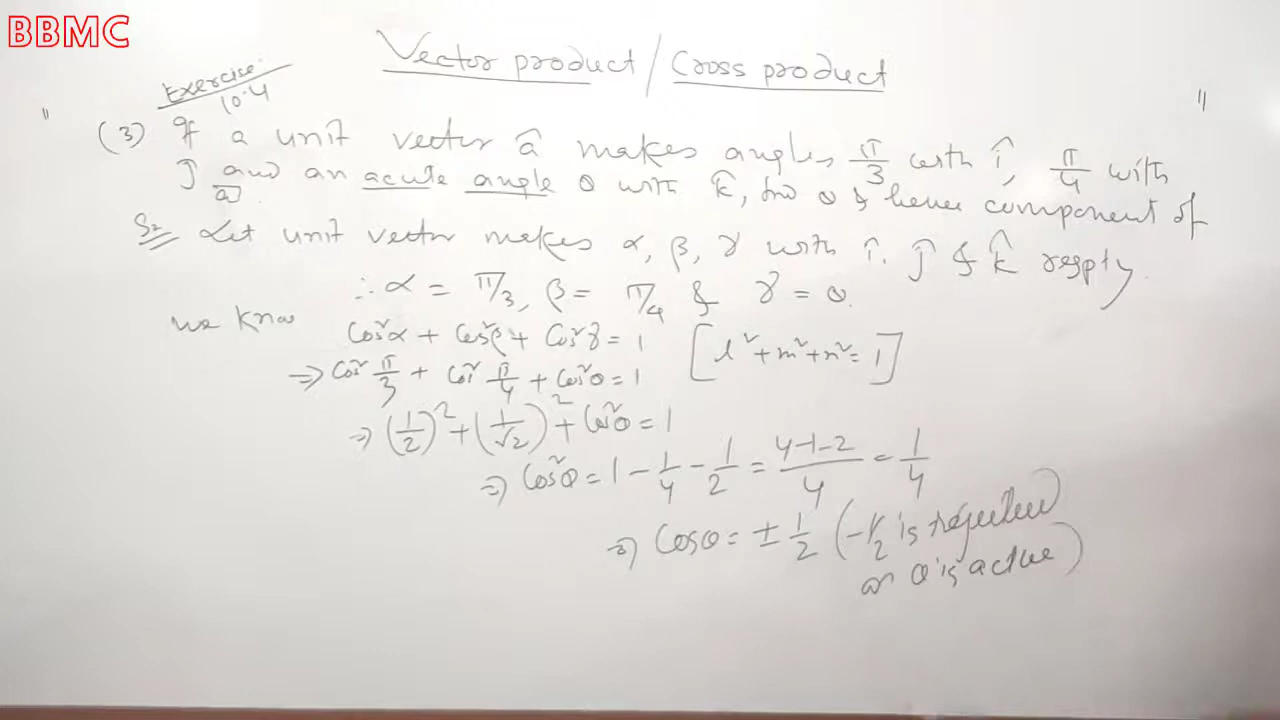 BBMC
Vector product / Cross product
Exercise:
10.4
"
"
(3) If a unit vector â makes angles π/3 with î, π/4 with
ĵ and an acute angle θ with k̂, θ & hence component of
a
Let unit vector makes α, β, γ with î, ĵ & k̂ respty.
∴ α = π/3, β = π/4 & γ = θ.
we know cos²α + cos²β + cos²γ = 1 [l² + m² + n² = 1]
⇒ cos² π/3 + cos² π/4 + cos²θ = 1
⇒ (1/2)² + (1/√2)² + cos²θ = 1
⇒ cos²θ = 1 - 1/4 - 1/2 = (4-1-2)/4 = 1/4
⇒ cosθ = ± 1/2 (-1/2 is rejected
as θ is acute)